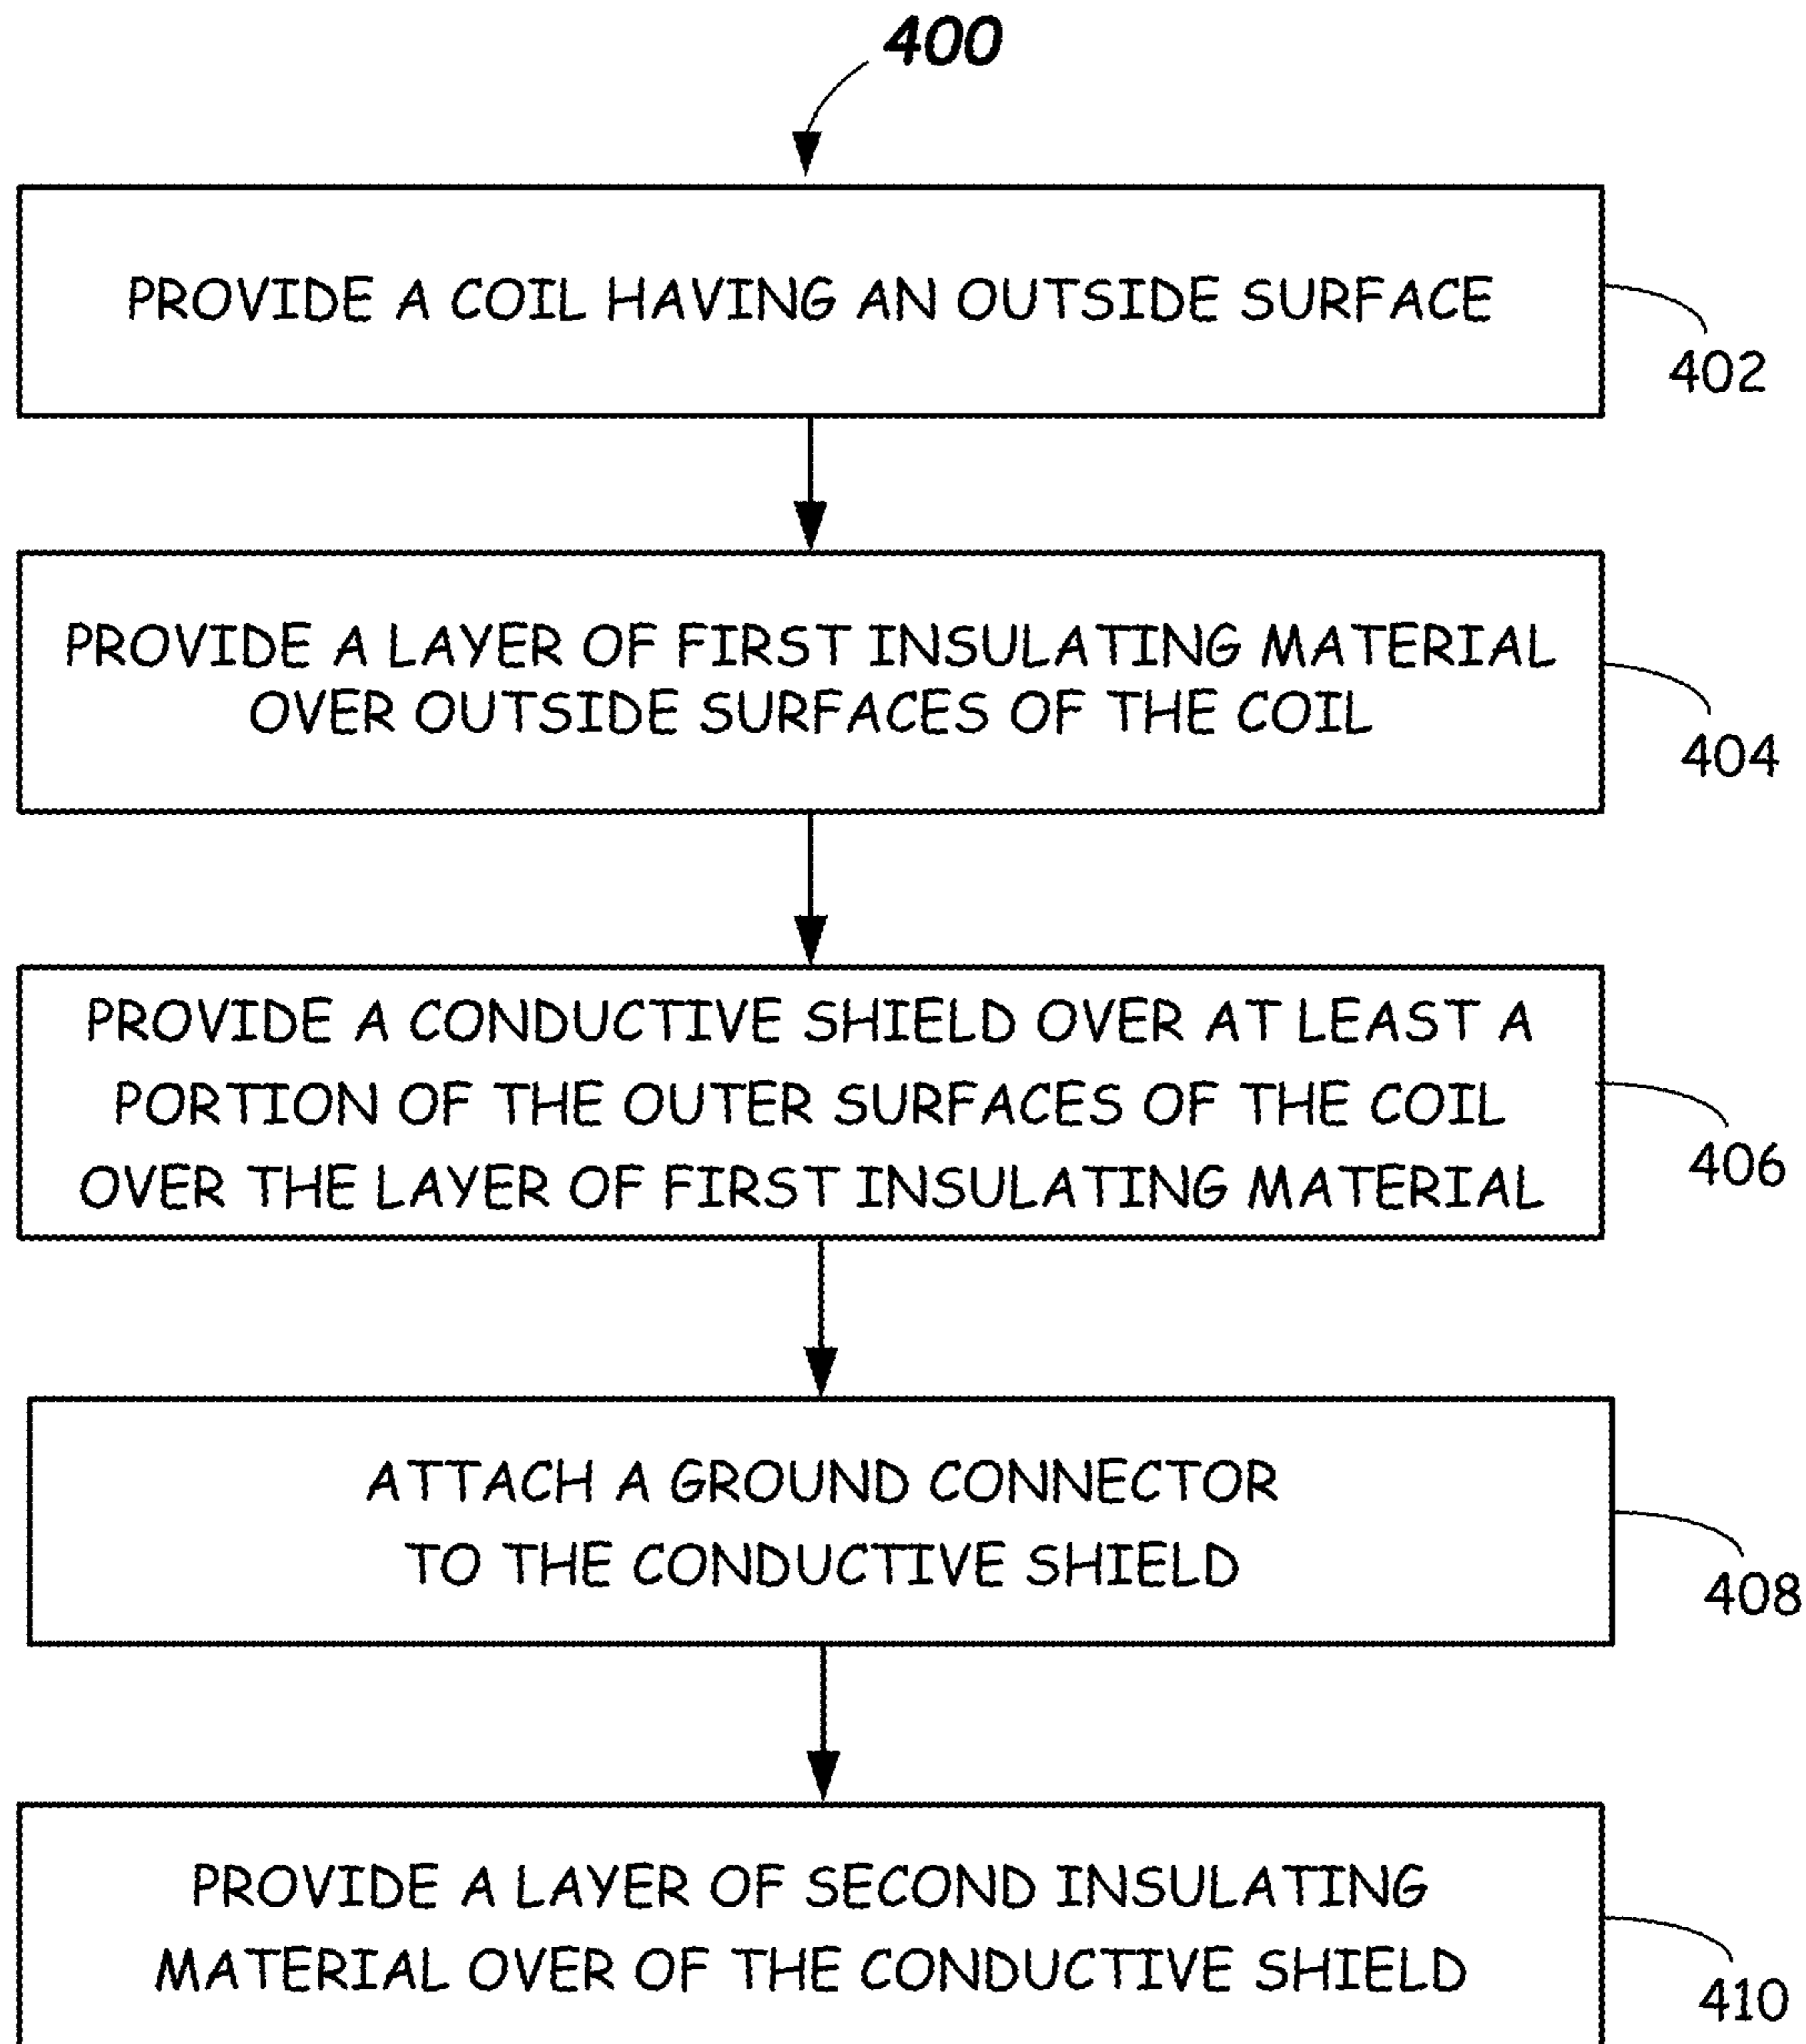 400
PROVIDE A COIL HAVING AN OUTSIDE SURFACE
402
PROVIDE A LAYER OF FIRST INSULATING MATERIAL
OVER OUTSIDE SURFACES OF THE COIL
404
PROVIDE A CONDUCTIVE SHIELD OVER AT LEAST A
PORTION OF THE OUTER SURFACES OF THE COIL
OVER THE LAYER OF FIRST INSULATING MATERIAL
406
ATTACH A GROUND CONNECTOR
TO THE CONDUCTIVE SHIELD
408
PROVIDE A LAYER OF SECOND INSULATING
MATERIAL OVER OF THE CONDUCTIVE SHIELD
410